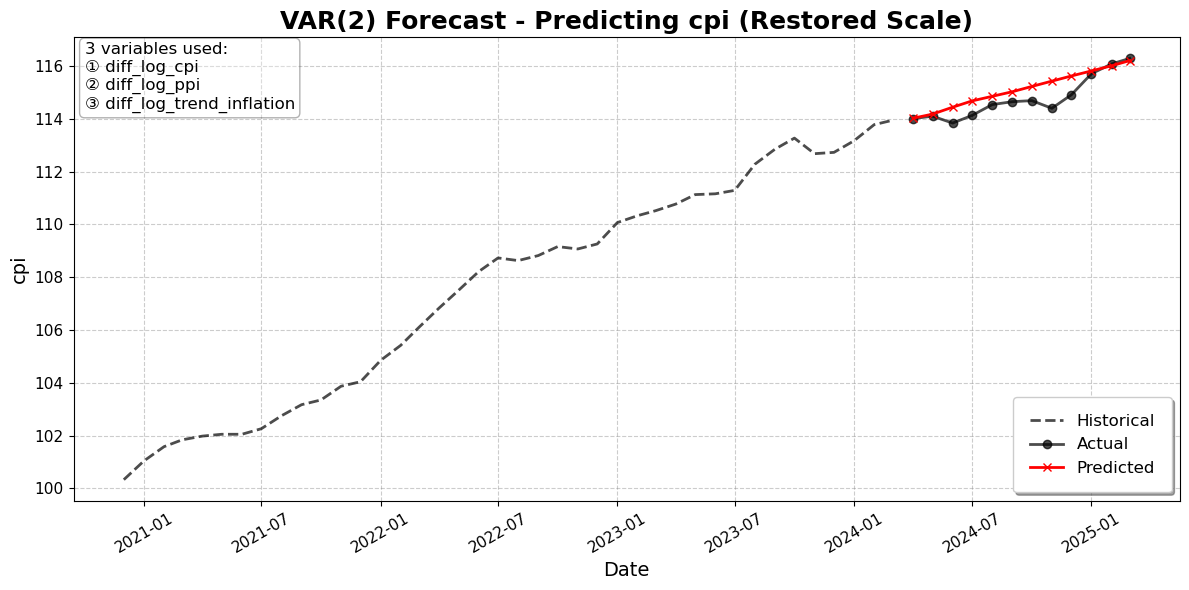 VAR(2) Forecast - Predicting cpi (Restored Scale)
3 variables used:
① diff_log_cpi
② diff_log_ppi
③ diff_log_trend_inflation
116
114
112
110
108
106
104
102
100
cpi
Historical
Actual
Predicted
2021-01
2021-07
2022-01
2022-07
2023-01
2023-07
2024-01
2024-07
2025-01
Date